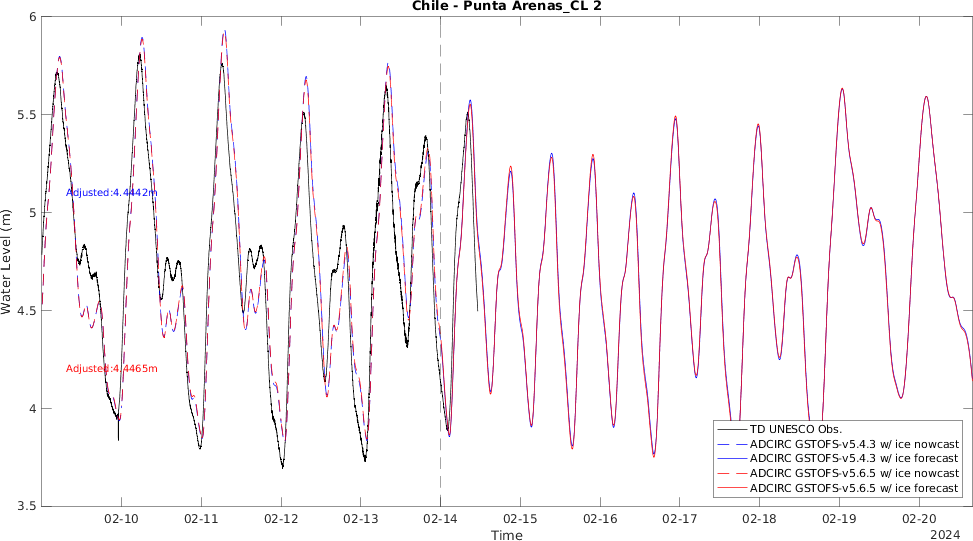 Chile - Punta Arenas_CL 2
6
5.5
5
4.5
4
3.5
Water Level (m)
Adjusted:4.4442m
Adjusted:4.4465m
TD UNESCO Obs.
ADCIRC GSTOFS-v5.4.3 w/ ice nowcast
ADCIRC GSTOFS-v5.4.3 w/ ice forecast
ADCIRC GSTOFS-v5.6.5 w/ ice nowcast
ADCIRC GSTOFS-v5.6.5 w/ ice forecast
02-10 02-11 02-12 02-13 02-14 02-15 02-16 02-17 02-18 02-19 02-20
Time
2024